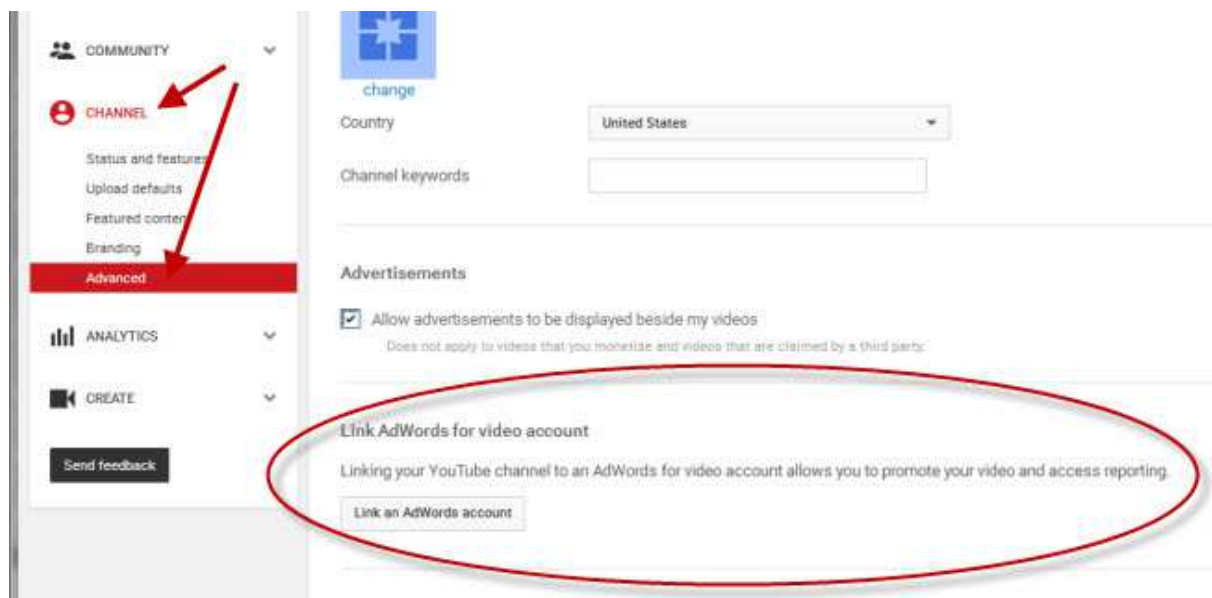 COMMUNITY
CHANNEL
Status and features
Upload defaults
Featured content
Branding
Advanced
ANALYTICS
CREATE
Send feedback
change
Country
United States
Channel keywords
Advertisements
Allow advertisements to be displayed beside my videos
Does not apply to videos that you monetize and videos that are claimed by a third party.
Link AdWords for video account
Linking your YouTube channel to an AdWords for video account allows you to promote your video and access reporting.
Link an AdWords account